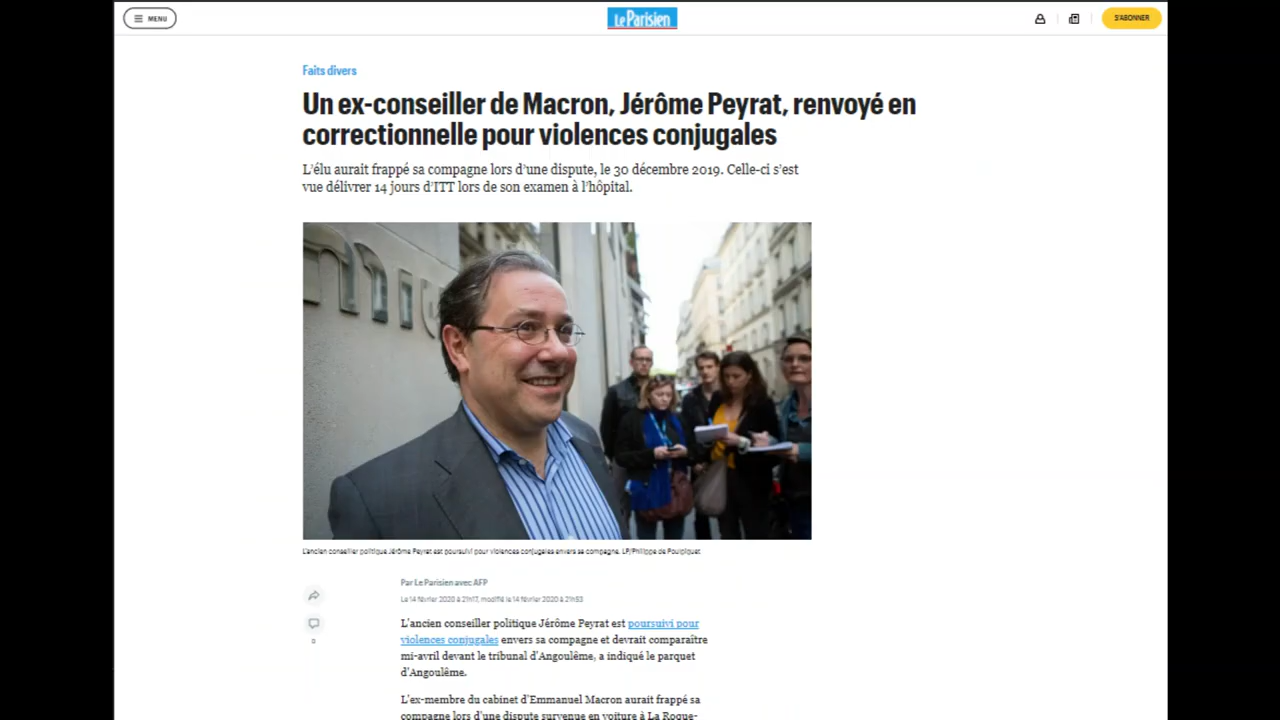 MENU
Le Parisien
S'ABONNER
Faits divers
Un ex-conseiller de Macron, Jérôme Peyrat, renvoyé en
correctionnelle pour violences conjugales
L'élu aurait frappé sa compagne lors d'une dispute, le 30 décembre 2019. Celle-ci s'est
vue délivrer 14 jours d'ITT lors de son examen à l'hôpital.
L'ancien conseiller politique Jérôme Peyrat est poursuivi pour violences conjugales envers sa compagne. LP/Philippe de Poulpiquet
Par Le Parisien avec AFP
Le 14 février 2020 à 21h17, modifié le 14 février 2020 à 21h53
L'ancien conseiller politique Jérôme Peyrat est poursuivi pour
violences conjugales envers sa compagne et devrait comparaître
mi-avril devant le tribunal d'Angoulême, a indiqué le parquet
d'Angoulême.
0
L'ex-membre du cabinet d'Emmanuel Macron aurait frappé sa
compagne lors d'une dispute survenue en voiture à La Roque-